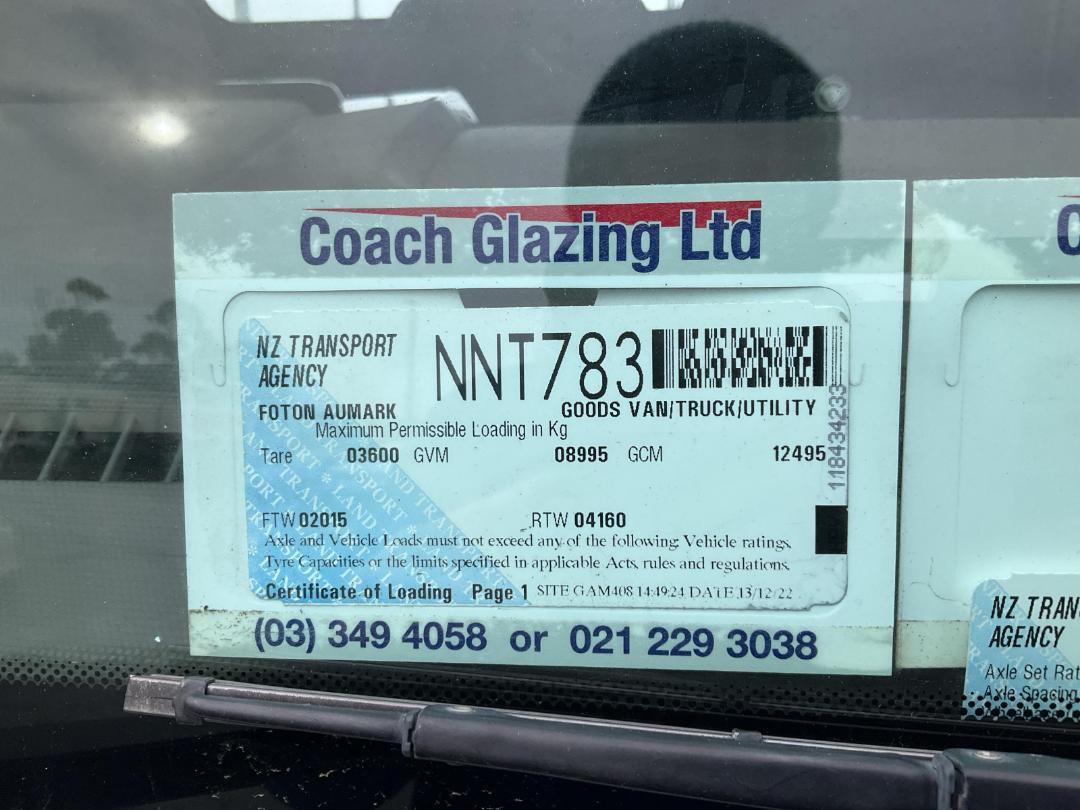 Coach Glazing Ltd
NZ TRANSPORT
AGENCY
NNT783
FOTON AUMARK
GOODS VAN/TRUCK/UTILITY
Maximum Permissible Loading in Kg
Tare 03600 GVM 08995 GCM 12495
118434233
FTW 02015 RTW 04160
Axle and Vehicle Loads must not exceed any of the following: Vehicle ratings,
Tyre Capacities or the limits specified in applicable Acts, rules and regulations.
Certificate of Loading Page 1 SITE GAM408 14:49:24 DATE 13/12/22
(03) 349 4058 or 021 229 3038
NZ TRAN
AGENCY
Axle Set Rat
Axle Spacing